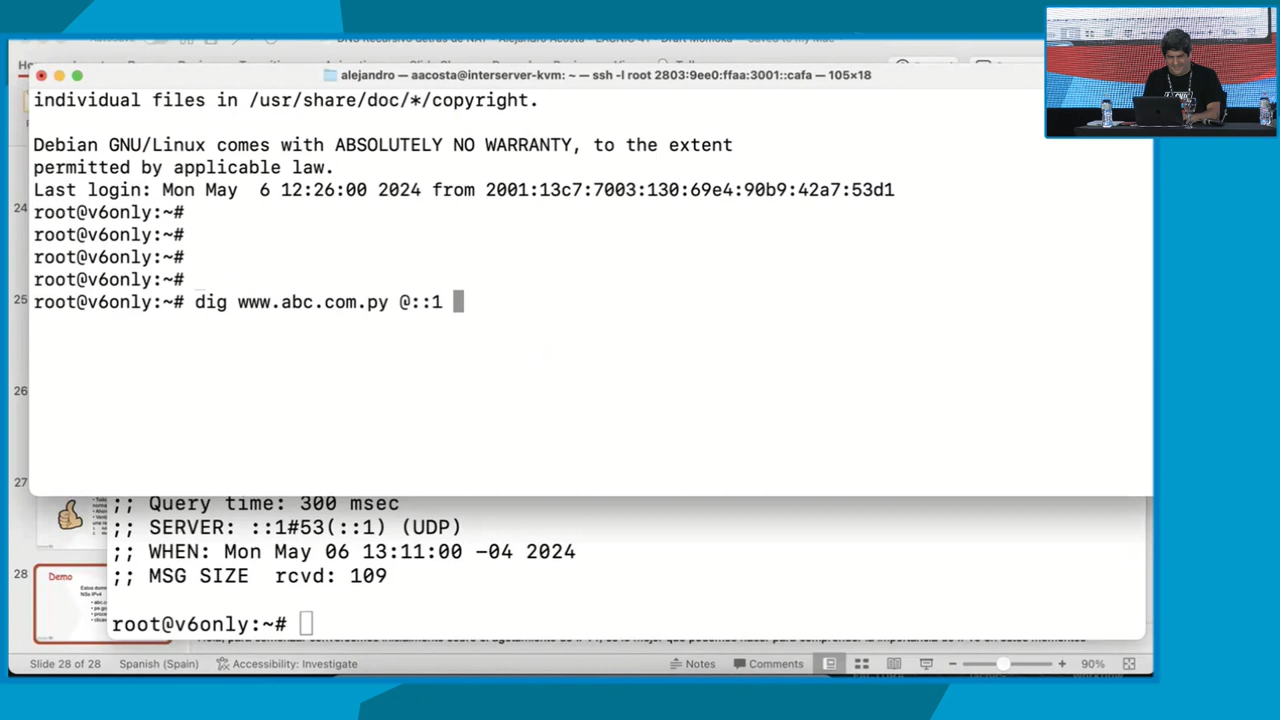 alejandro — aacosta@interserver-kvm: ~ — ssh -l root 2803:9ee0:ffaa:3001::cafa — 105×18
individual files in /usr/share/doc/*/copyright.
Debian GNU/Linux comes with ABSOLUTELY NO WARRANTY, to the extent
permitted by applicable law.
Last login: Mon May  6 12:26:00 2024 from 2001:13c7:7003:130:69e4:90b9:42a7:53d1
root@v6only:~#
root@v6only:~#
root@v6only:~#
root@v6only:~#
root@v6only:~# dig www.abc.com.py @::1
24
25
26
27
28
Demo
;; Query time: 300 msec
;; SERVER: ::1#53(::1) (UDP)
;; WHEN: Mon May 06 13:11:00 -04 2024
;; MSG SIZE  rcvd: 109
root@v6only:~#
Slide 28 of 28
Spanish (Spain)
Accessibility: Investigate
Notes
Comments
90%